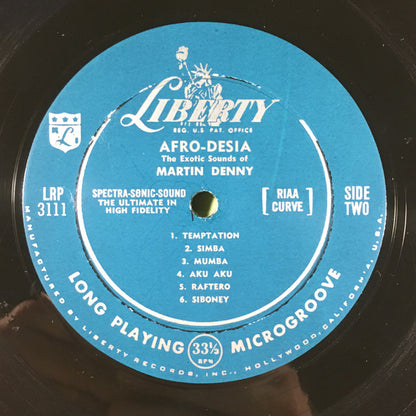 LIBERTY
REG. U.S. PAT. OFFICE
AFRO-DESIA
The Exotic Sounds of
MARTIN DENNY
L
LRP
3111
SPECTRA-SONIC-SOUND
THE ULTIMATE IN
HIGH FIDELITY
[ RIAA
CURVE ]
SIDE
TWO
1. TEMPTATION
2. SIMBA
3. MUMBA
4. AKU AKU
5. RAFTERO
6. SIBONEY
LONG PLAYING 33⅓ RPM MICROGROOVE
MANUFACTURED BY LIBERTY RECORDS, INC., HOLLYWOOD, CALIFORNIA, U.S.A.